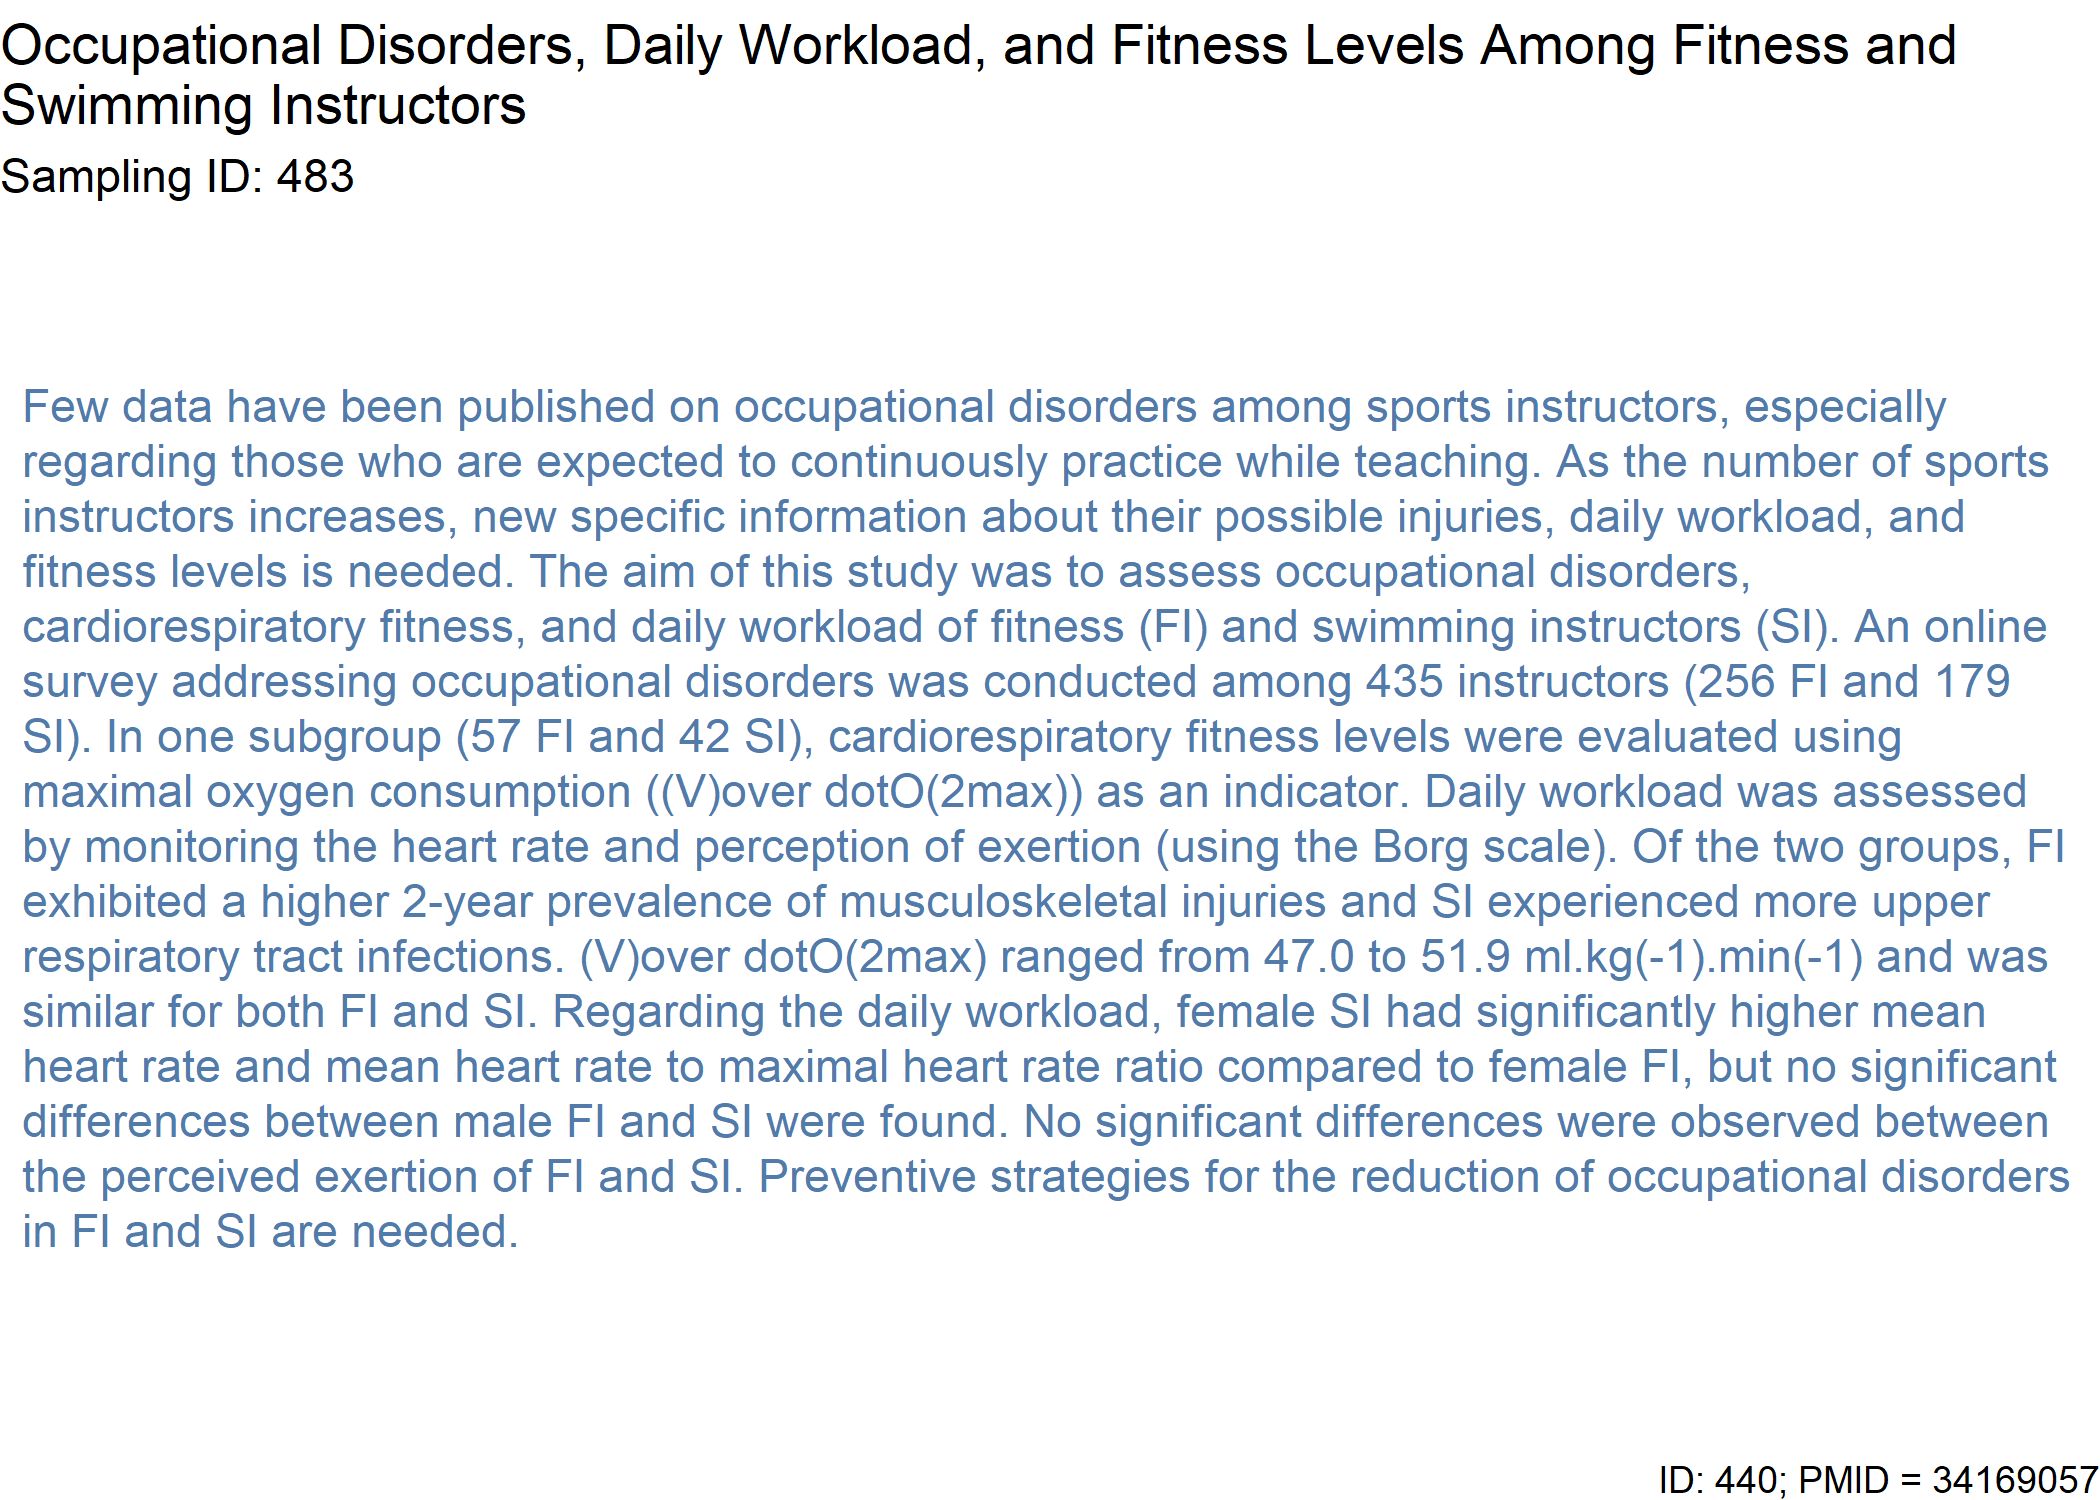 Occupational Disorders, Daily Workload, and Fitness Levels Among Fitness and
Swimming Instructors
Sampling ID: 483
Few data have been published on occupational disorders among sports instructors, especially
regarding those who are expected to continuously practice while teaching. As the number of sports
instructors increases, new specific information about their possible injuries, daily workload, and
fitness levels is needed. The aim of this study was to assess occupational disorders,
cardiorespiratory fitness, and daily workload of fitness (FI) and swimming instructors (SI). An online
survey addressing occupational disorders was conducted among 435 instructors (256 FI and 179
SI). In one subgroup (57 FI and 42 SI), cardiorespiratory fitness levels were evaluated using
maximal oxygen consumption ((V)over dotO(2max)) as an indicator. Daily workload was assessed
by monitoring the heart rate and perception of exertion (using the Borg scale). Of the two groups, FI
exhibited a higher 2-year prevalence of musculoskeletal injuries and SI experienced more upper
respiratory tract infections. (V)over dotO(2max) ranged from 47.0 to 51.9 ml.kg(-1).min(-1) and was
similar for both FI and SI. Regarding the daily workload, female SI had significantly higher mean
heart rate and mean heart rate to maximal heart rate ratio compared to female FI, but no significant
differences between male FI and SI were found. No significant differences were observed between
the perceived exertion of FI and SI. Preventive strategies for the reduction of occupational disorders
in FI and SI are needed.
ID: 440; PMID = 34169057